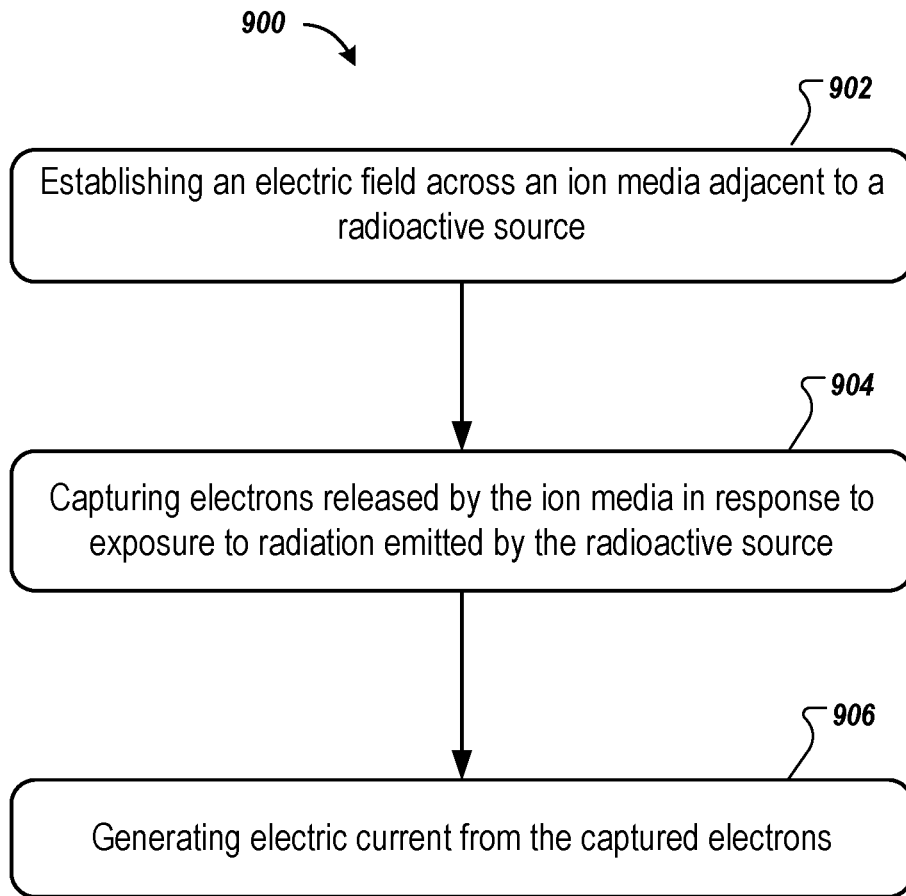 900
902
Establishing an electric field across an ion media adjacent to a
radioactive source
904
Capturing electrons released by the ion media in response to
exposure to radiation emitted by the radioactive source
906
Generating electric current from the captured electrons